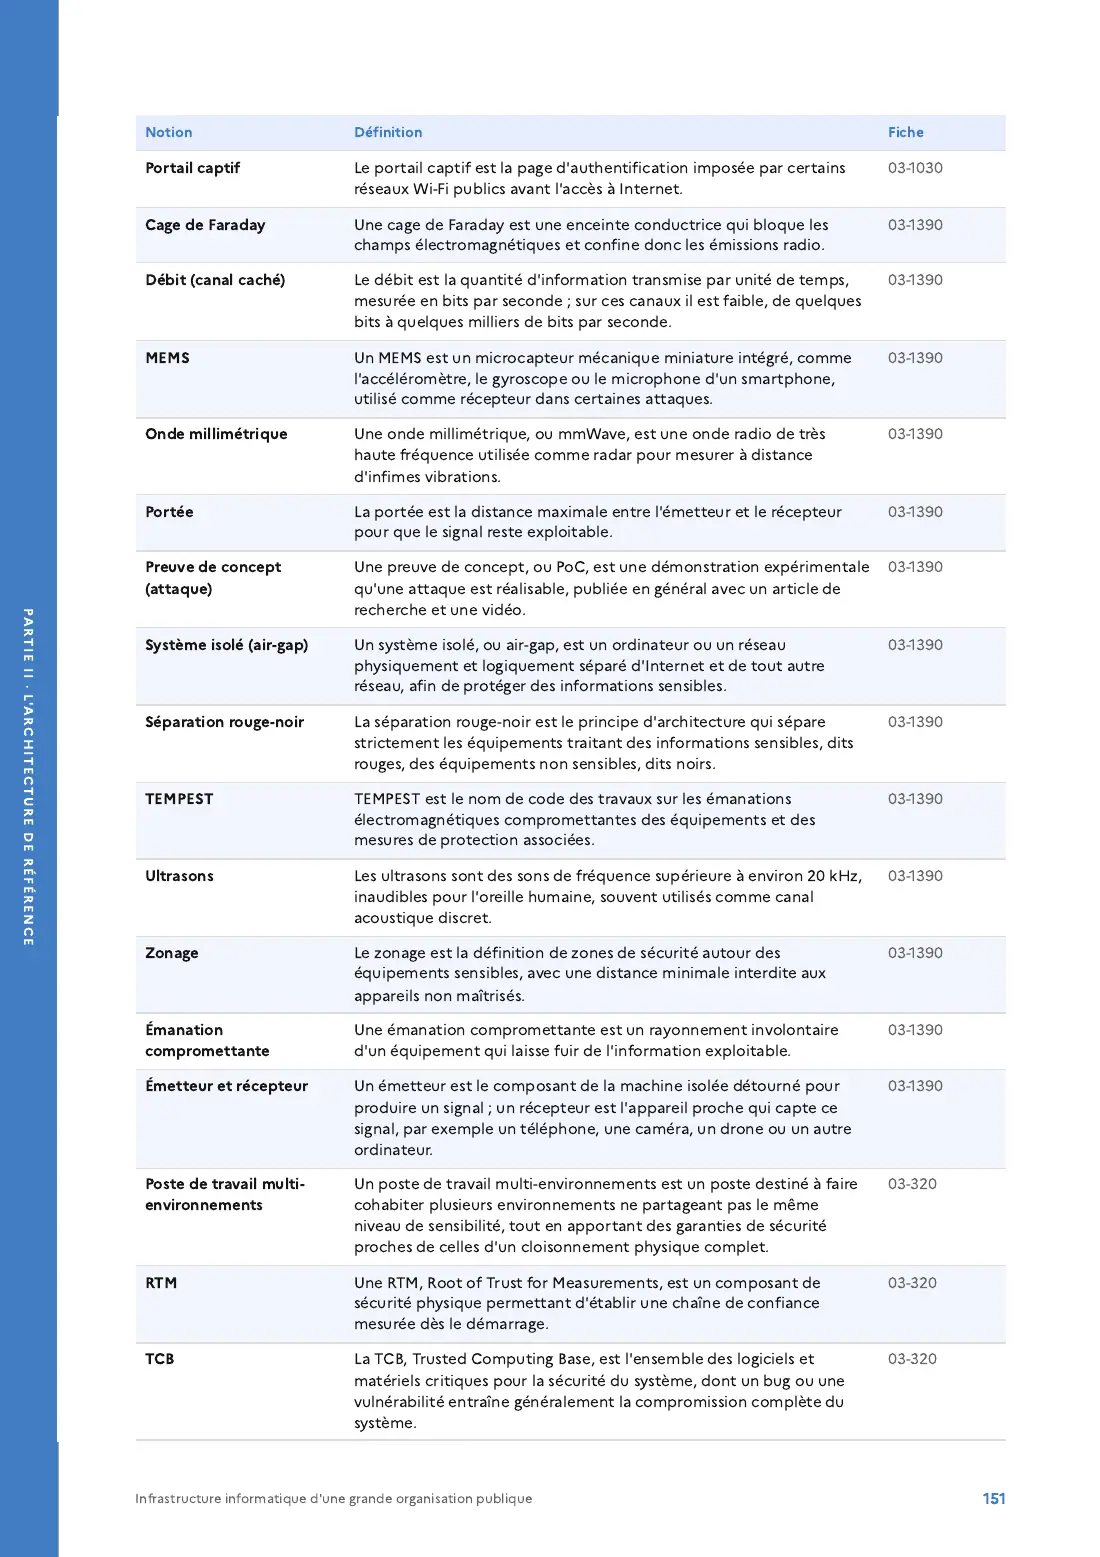 Notion Définition Fiche
Portail captif Le portail captif est la page d'authentification imposée par certains 03-1030
réseaux Wi-Fi publics avant l'accès à Internet.
Cage de Faraday Une cage de Faraday est une enceinte conductrice qui bloque les 03-1390
champs électromagnétiques et confine donc les émissions radio.
Débit (canal caché) Le débit est la quantité d'information transmise par unité de temps, 03-1390
mesurée en bits par seconde ; sur ces canaux il est faible, de quelques
bits à quelques milliers de bits par seconde.
MEMS Un MEMS est un microcapteur mécanique miniature intégré, comme 03-1390
l'accéléromètre, le gyroscope ou le microphone d'un smartphone,
utilisé comme récepteur dans certaines attaques.
Onde millimétrique Une onde millimétrique, ou mmWave, est une onde radio de très 03-1390
haute fréquence utilisée comme radar pour mesurer à distance
d'infimes vibrations.
Portée La portée est la distance maximale entre l'émetteur et le récepteur 03-1390
pour que le signal reste exploitable.
Preuve de concept Une preuve de concept, ou PoC, est une démonstration expérimentale 03-1390
(attaque) qu'une attaque est réalisable, publiée en général avec un article de
recherche et une vidéo.
Système isolé (air-gap) Un système isolé, ou air-gap, est un ordinateur ou un réseau 03-1390
physiquement et logiquement séparé d'Internet et de tout autre
réseau, afin de protéger des informations sensibles.
Séparation rouge-noir La séparation rouge-noir est le principe d'architecture qui sépare 03-1390
strictement les équipements traitant des informations sensibles, dits
rouges, des équipements non sensibles, dits noirs.
TEMPEST TEMPEST est le nom de code des travaux sur les émanations 03-1390
électromagnétiques compromettantes des équipements et des
mesures de protection associées.
Ultrasons Les ultrasons sont des sons de fréquence supérieure à environ 20 kHz, 03-1390
inaudibles pour l'oreille humaine, souvent utilisés comme canal
acoustique discret.
Zonage Le zonage est la définition de zones de sécurité autour des 03-1390
équipements sensibles, avec une distance minimale interdite aux
appareils non maîtrisés.
Émanation Une émanation compromettante est un rayonnement involontaire 03-1390
compromettante d'un équipement qui laisse fuir de l'information exploitable.
Émetteur et récepteur Un émetteur est le composant de la machine isolée détourné pour 03-1390
produire un signal ; un récepteur est l'appareil proche qui capte ce
signal, par exemple un téléphone, une caméra, un drone ou un autre
ordinateur.
Poste de travail multi- Un poste de travail multi-environnements est un poste destiné à faire 03-320
environnements cohabiter plusieurs environnements ne partageant pas le même
niveau de sensibilité, tout en apportant des garanties de sécurité
proches de celles d'un cloisonnement physique complet.
RTM Une RTM, Root of Trust for Measurements, est un composant de 03-320
sécurité physique permettant d'établir une chaîne de confiance
mesurée dès le démarrage.
TCB La TCB, Trusted Computing Base, est l'ensemble des logiciels et 03-320
matériels critiques pour la sécurité du système, dont un bug ou une
vulnérabilité entraîne généralement la compromission complète du
système.
PARTIE II · L'ARCHITECTURE DE RÉFÉRENCE
Infrastructure informatique d'une grande organisation publique 151